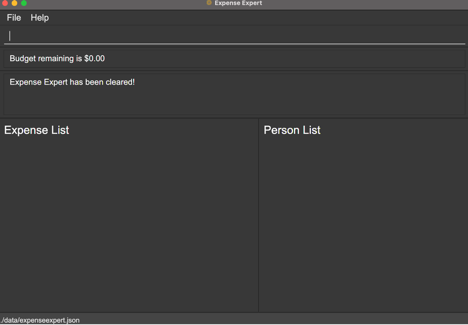 Expense Expert
File Help
Budget remaining is $0.00
Expense Expert has been cleared!
Expense List Person List
./data/expenseexpert.json